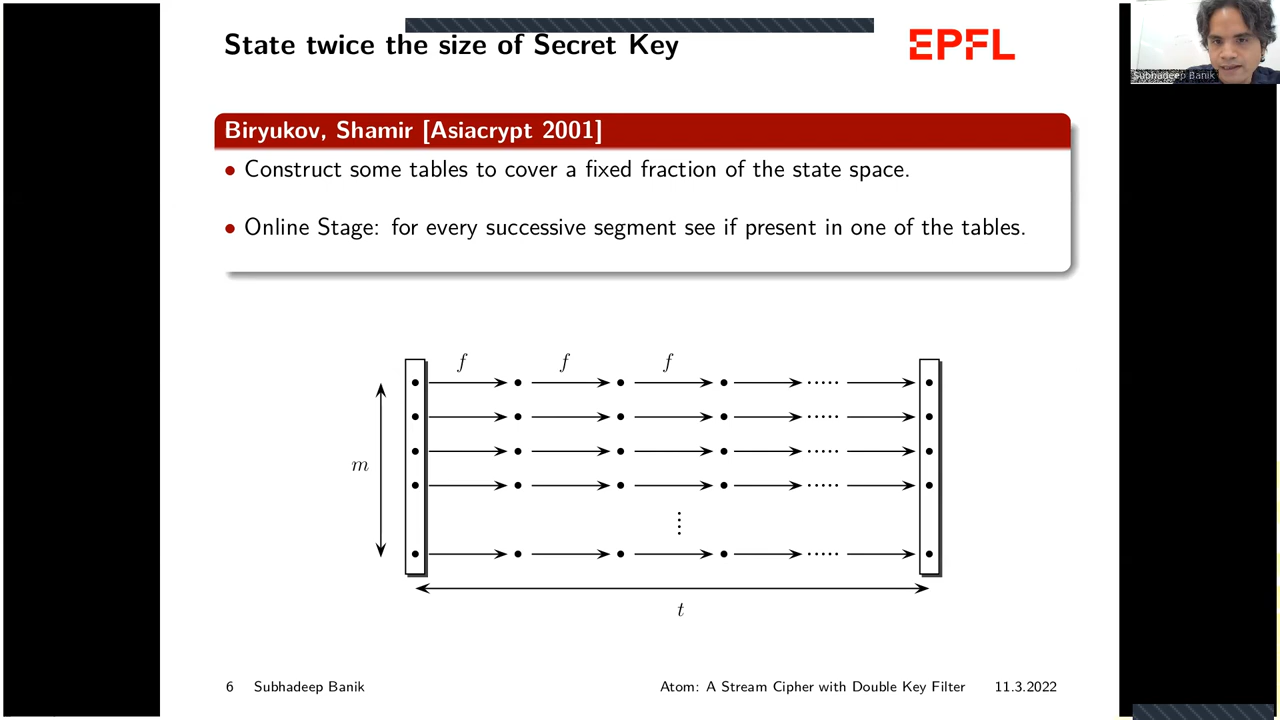 State twice the size of Secret Key
EPFL
Subhadeep Banik
Biryukov, Shamir [Asiacrypt 2001]
• Construct some tables to cover a fixed fraction of the state space.
• Online Stage: for every successive segment see if present in one of the tables.
f f f
m
t
6 Subhadeep Banik Atom: A Stream Cipher with Double Key Filter 11.3.2022